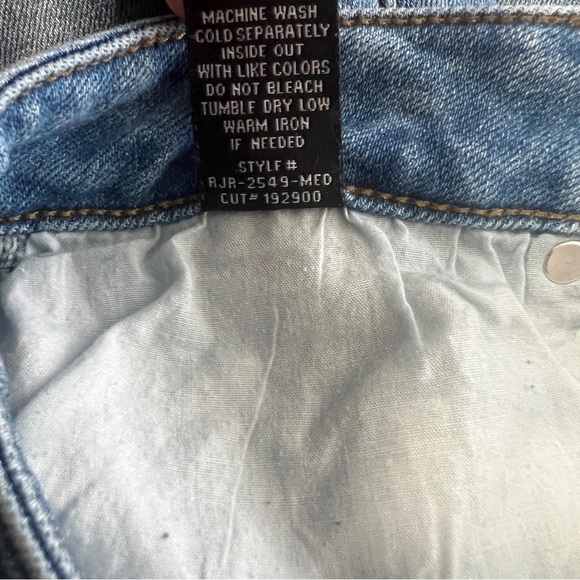 MACHINE WASH
COLD SEPARATELY
INSIDE OUT
WITH LIKE COLORS
DO NOT BLEACH
TUMBLE DRY LOW
WARM IRON
IF NEEDED
STYLE #
RJR-2549-MED
CUT# 192900